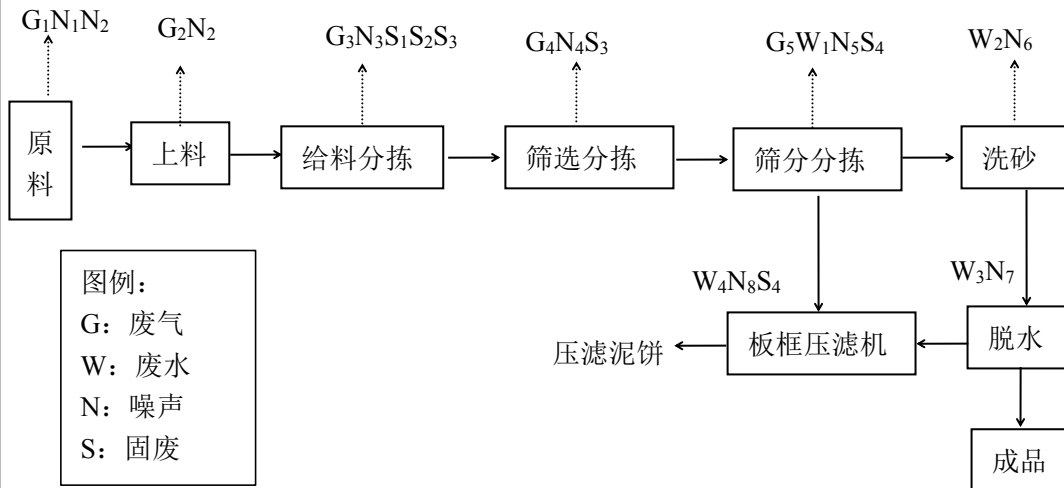 G₁N₁N₂
G₂N₂
G₃N₃S₁S₂S₃
G₄N₄S₃
G₅W₁N₅S₄
W₂N₆
原料
上料
给料分拣
筛选分拣
筛分分拣
洗砂
W₄N₈S₄
W₃N₇
压滤泥饼
板框压滤机
脱水
成品
图例：
G：废气
W：废水
N：噪声
S：固废